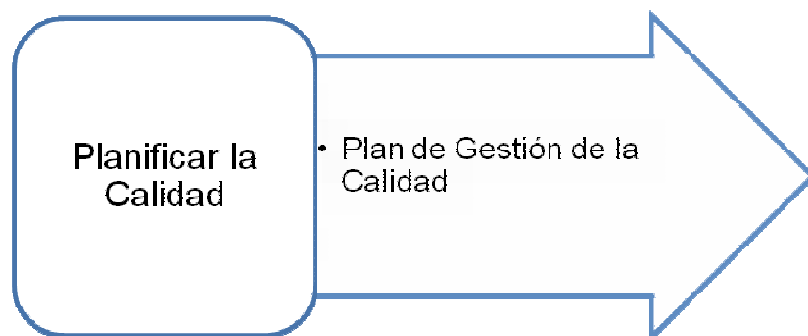 Planificar la
Calidad
• Plan de Gestión de la
Calidad